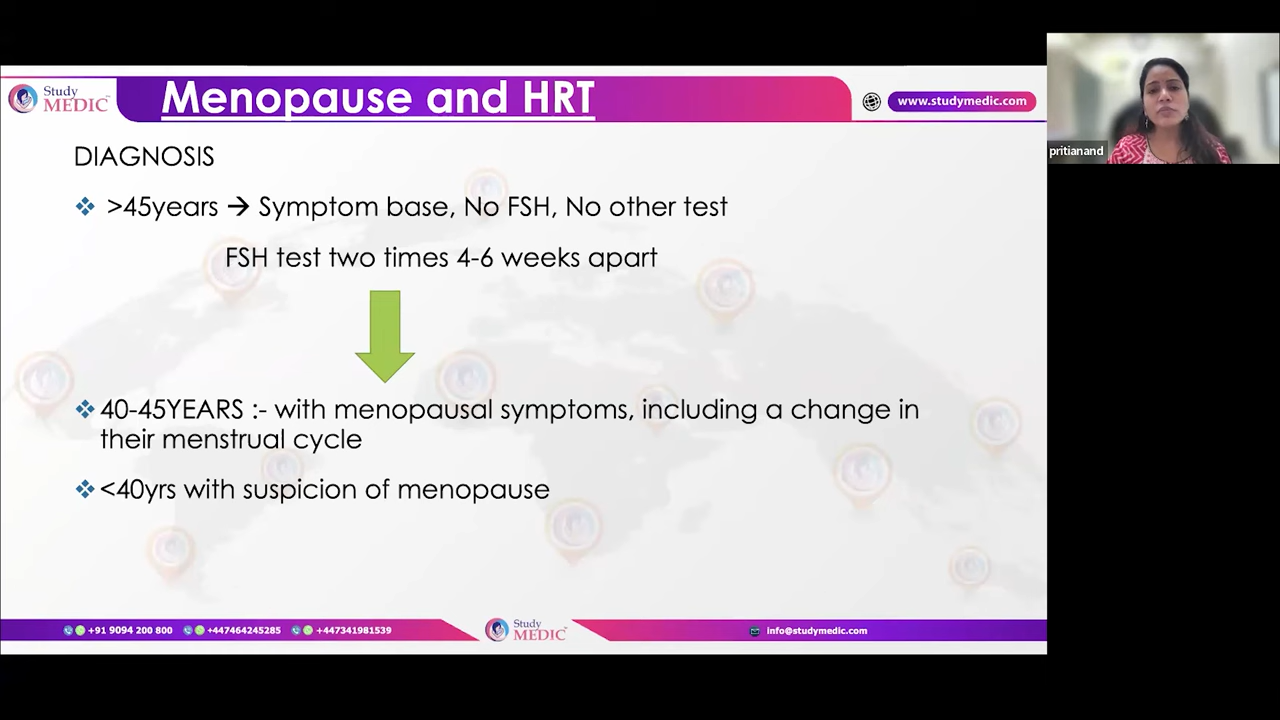 Study
MEDIC
Menopause and HRT
www.studymedic.com
pritianand
DIAGNOSIS
❖ >45years → Symptom base, No FSH, No other test
FSH test two times 4-6 weeks apart
❖ 40-45YEARS :- with menopausal symptoms, including a change in
their menstrual cycle
❖ <40yrs with suspicion of menopause
+91 9094 200 800 +447464245285 +447341981539
Study
MEDIC
info@studymedic.com